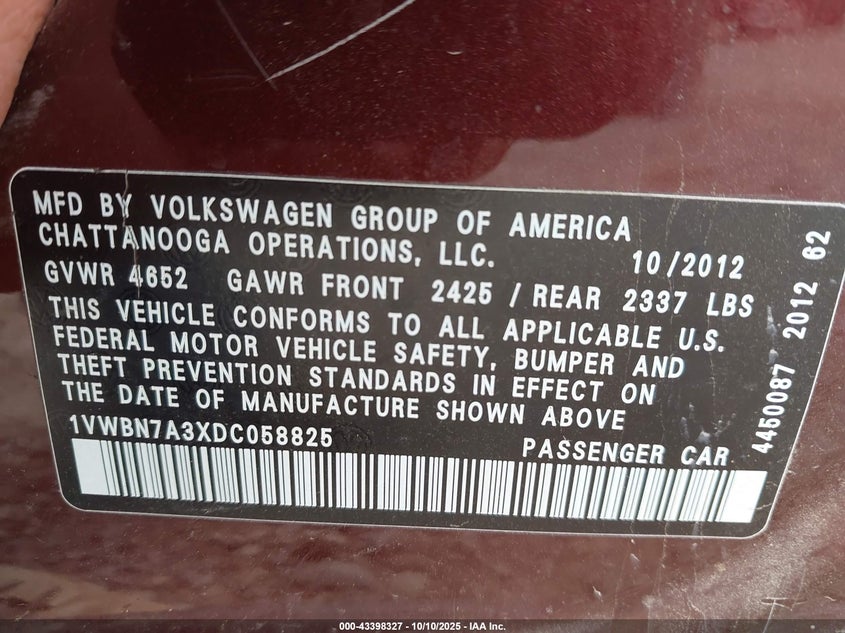 MFD BY VOLKSWAGEN GROUP OF AMERICA
CHATTANOOGA OPERATIONS, LLC. 10/2012
GVWR 4652 GAWR FRONT 2425 / REAR 2337 LBS
THIS VEHICLE CONFORMS TO ALL APPLICABLE U.S.
FEDERAL MOTOR VEHICLE SAFETY, BUMPER AND
THEFT PREVENTION STANDARDS IN EFFECT ON
THE DATE OF MANUFACTURE SHOWN ABOVE
1VWBN7A3XDC058825 PASSENGER CAR
4450087 2012 62
000-43398327 - 10/10/2025 - IAA Inc.